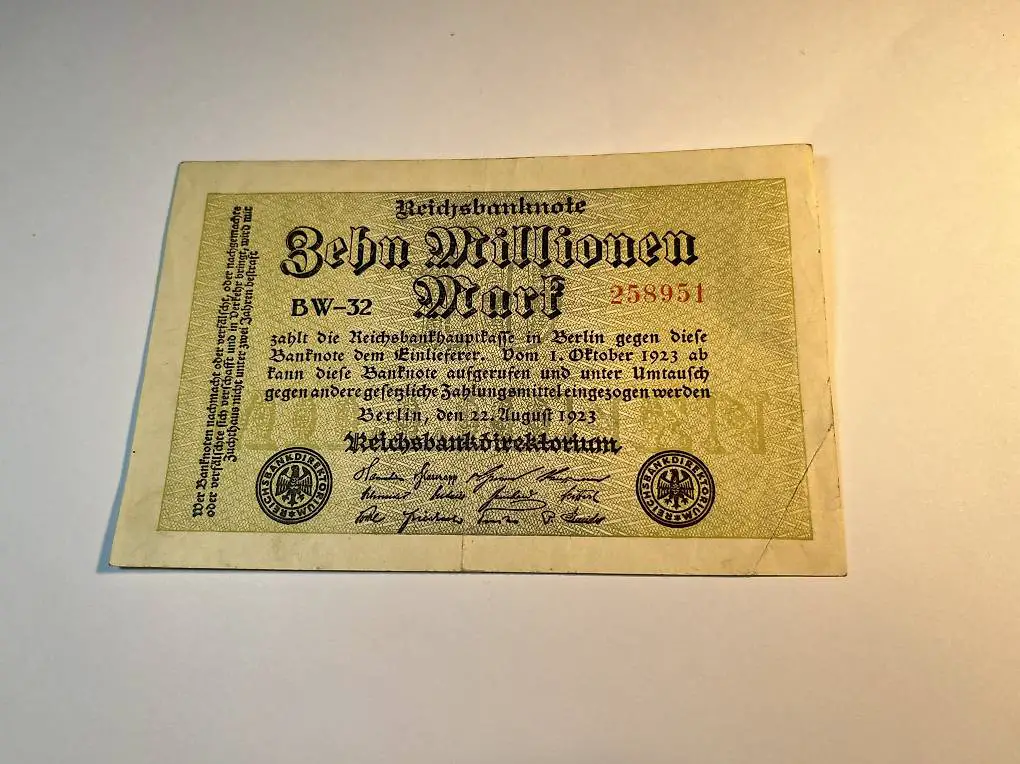 Reichsbanknote
Zehn Millionen
Mark
BW-32
258951
zahlt die Reichsbankhauptkasse in Berlin gegen diese
Banknote dem Einlieferer. Vom 1. Oktober 1923 ab
kann diese Banknote aufgerufen und unter Umtausch
gegen andere gesetzliche Zahlungsmittel eingezogen werden
Berlin, den 22. August 1923
Reichsbankdirektorium
REICHSBANKDIREKTORIUM
REICHSBANKDIREKTORIUM
Wer Banknoten nachmacht oder verfälscht, oder nachgemachte
oder verfälschte sich verschafft und in Verkehr bringt, wird mit
Zuchthaus nicht unter zwei Jahren bestraft